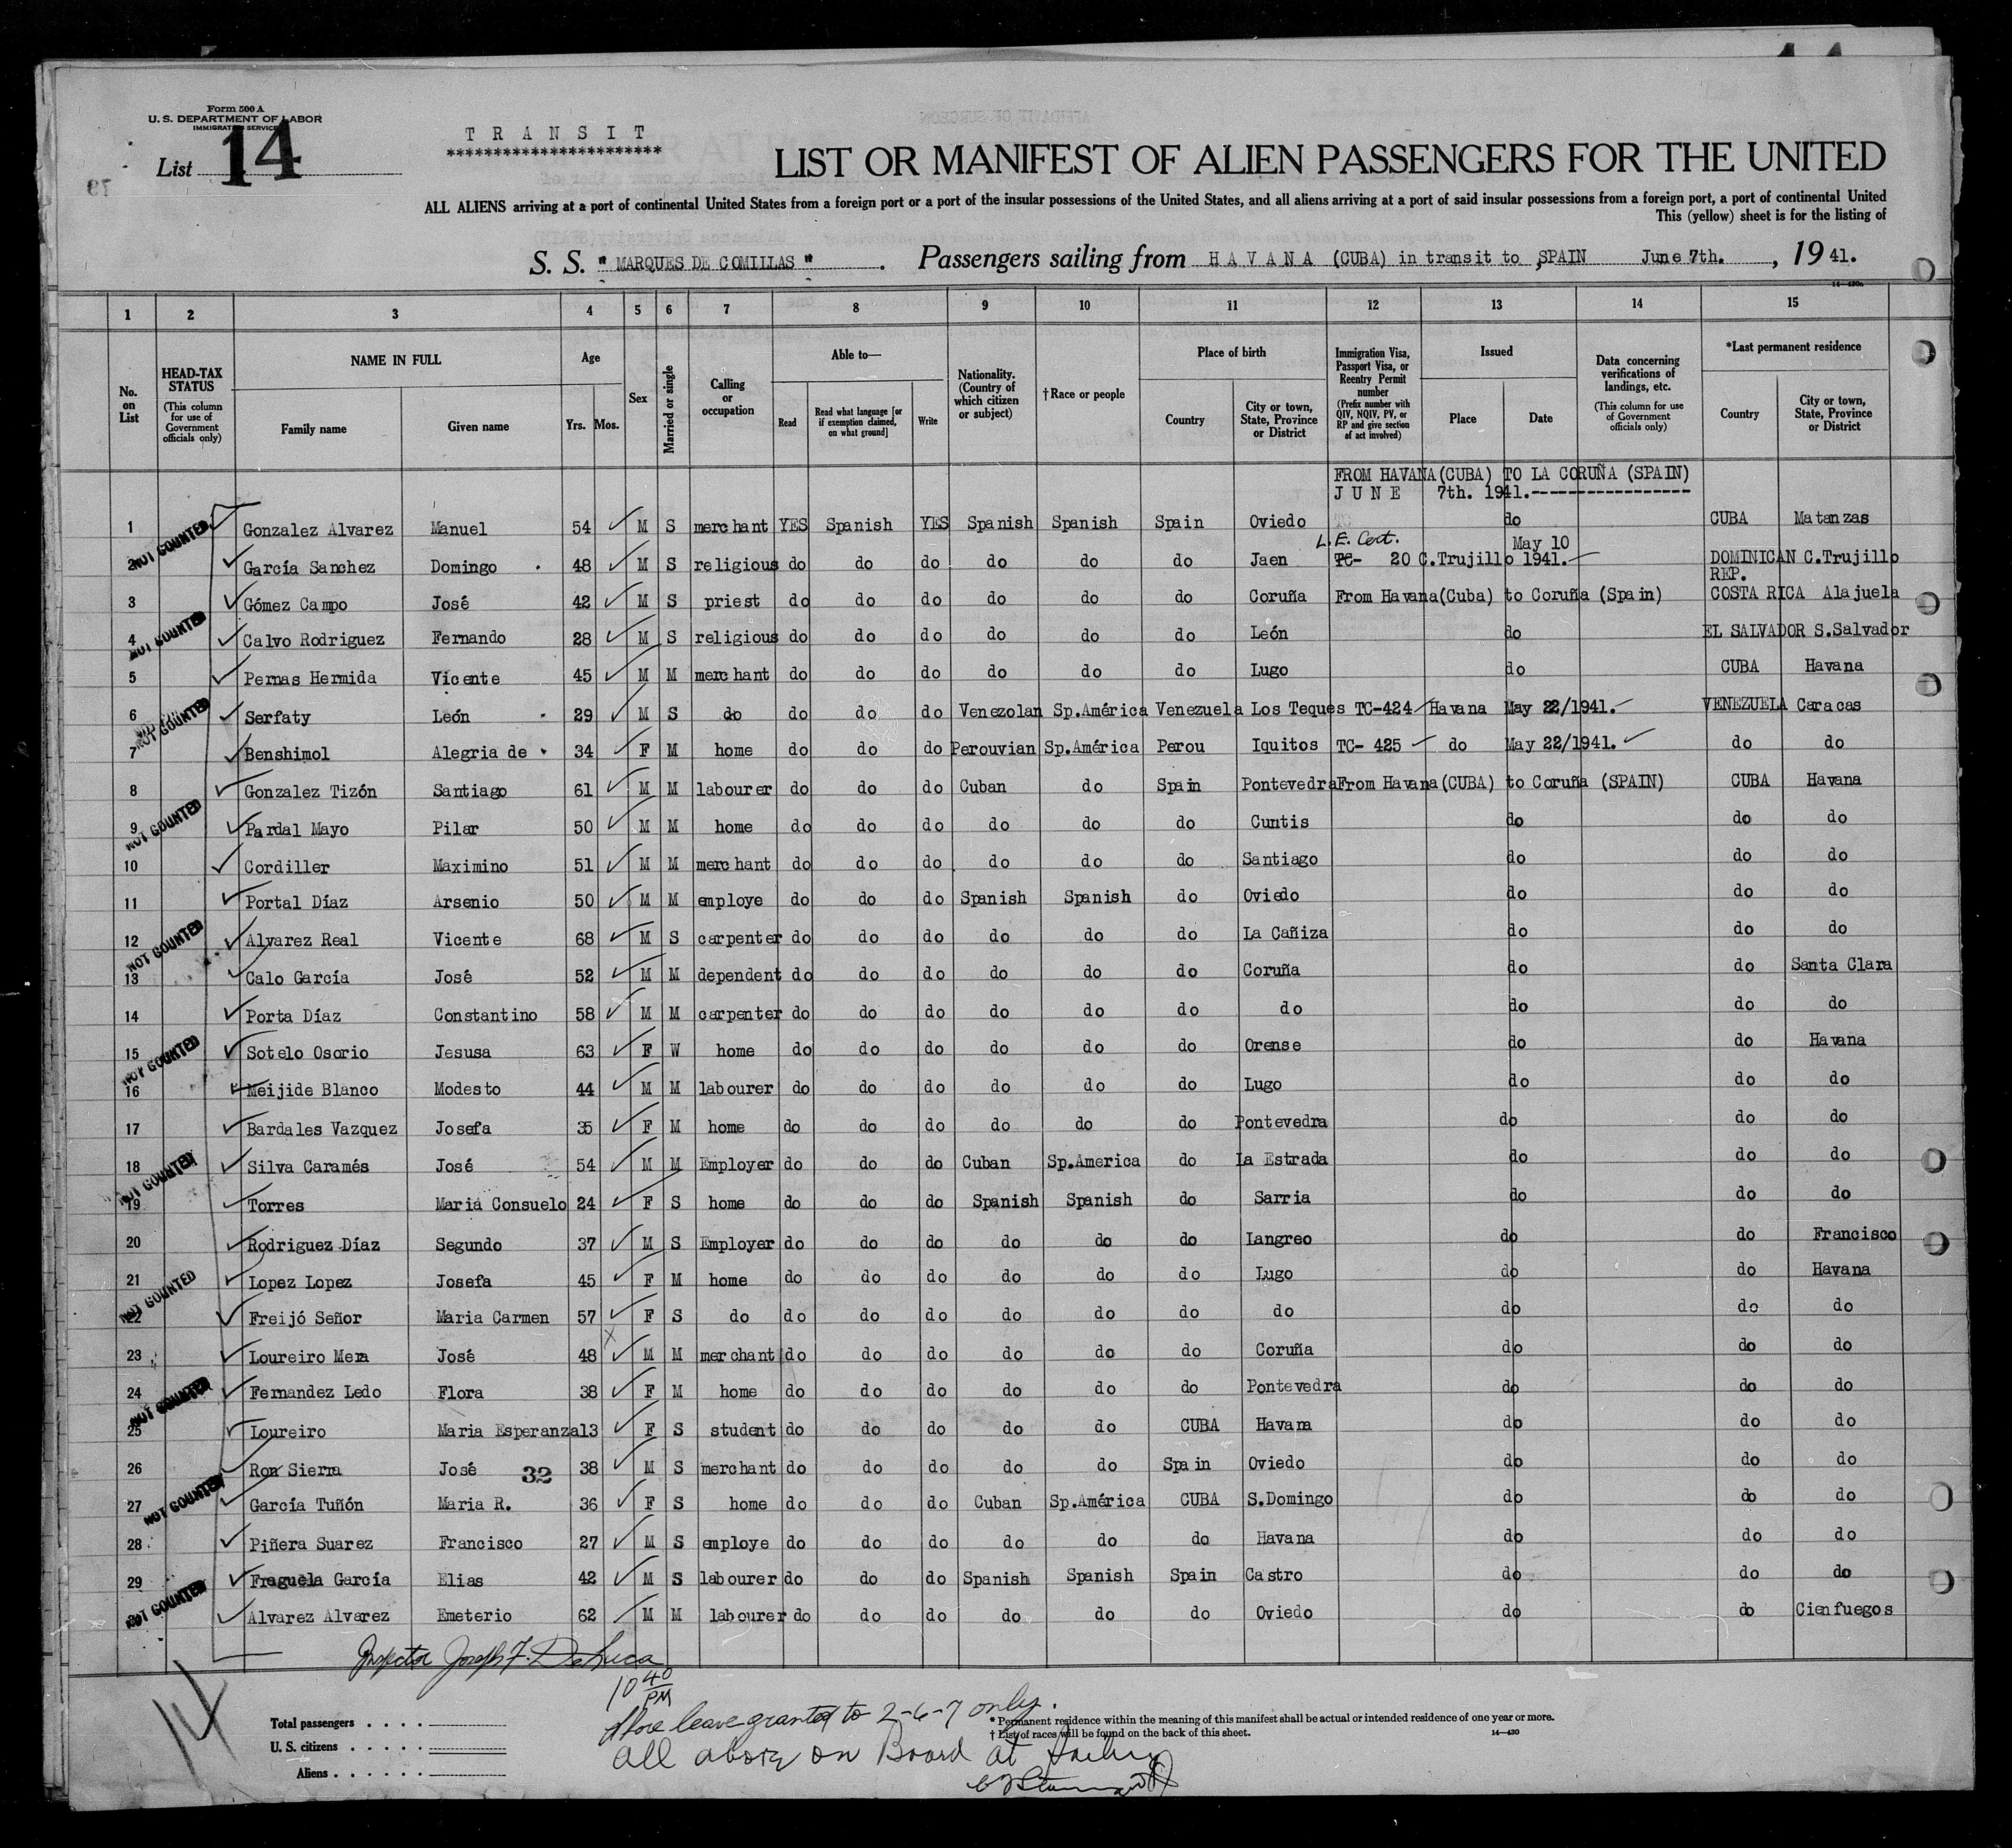 Form 500 A
U. S. DEPARTMENT OF LABOR
IMMIGRATION SERVICE
List 14
T R A N S I T
***********************
LIST OR MANIFEST OF ALIEN PASSENGERS FOR THE UNITED
ALL ALIENS arriving at a port of continental United States from a foreign port or a port of the insular possessions of the United States, and all aliens arriving at a port of said insular possessions from a foreign port, a port of continental United
This (yellow) sheet is for the listing of
S. S. " MARQUES DE COMILLAS " . Passengers sailing from H A V A N A (CUBA) in transit to SPAIN June 7th. , 19 41.
14—430a
1 2 3 4 5 6 7 8 9 10 11 12 13 14 15
No. on List
HEAD-TAX STATUS (This column for use of Government officials only)
NAME IN FULL
Family name Given name
Age Yrs. Mos.
Sex
Married or single
Calling or occupation
Able to—
Read Read what language [or if exemption claimed, on what ground] Write
Nationality. (Country of which citizen or subject)
† Race or people
Place of birth
Country City or town, State, Province or District
Immigration Visa, Passport Visa, or Reentry Permit number (Prefix number with QIV, NQIV, PV, or RP and give section of act involved)
Issued
Place Date
Data concerning verifications of landings, etc. (This column for use of Government officials only)
*Last permanent residence
Country City or town, State, Province or District
FROM HAVANA(CUBA) TO LA CORUÑA (SPAIN)
J U N E 7th. 1941.-----------------
1 Gonzalez Alvarez Manuel 54 M S merchant YES Spanish YES Spanish Spanish Spain Oviedo do CUBA Matanzas
NOT COUNTED
L.E. Cert. May 10
2 García Sanchez Domingo 48 M S religious do do do do do do Jaen TC- 20 C.Trujillo 1941. DOMINICAN REP. C.Trujillo
3 Gómez Campo José 42 M S priest do do do do do do Coruña From Havana(Cuba) to Coruña (Spain) COSTA RICA Alajuela
NOT COUNTED
4 Calvo Rodriguez Fernando 28 M S religious do do do do do do León do EL SALVADOR S.Salvador
5 Pernas Hermida Vicente 45 M M merchant do do do do do do Lugo do CUBA Havana
6 Serfaty León 29 M S do do do do Venezolan Sp.América Venezuela Los Teques TC-424 Havana May 22/1941. VENEZUELA Caracas
NOT COUNTED
7 Benshimol Alegria de 34 F M home do do do Perouvian Sp.América Perou Iquitos TC- 425 do May 22/1941. do do
8 Gonzalez Tizón Santiago 61 M M labourer do do do Cuban do Spain Pontevedra From Havana(CUBA) to Coruña (SPAIN) CUBA Havana
NOT COUNTED
9 Pardal Mayo Pilar 50 M M home do do do do do do Cuntis do do do
10 Cordiller Maximino 51 M M merchant do do do do do do Santiago do do do
11 Portal Díaz Arsenio 50 M M employe do do do Spanish Spanish do Oviedo do do do
12 Alvarez Real Vicente 68 M S carpenter do do do do do do La Cañiza do do do
NOT COUNTED
13 Calo García José 52 M M dependent do do do do do do Coruña do do Santa Clara
14 Porta Díaz Constantino 58 M M carpenter do do do do do do do do do do
15 Sotelo Osorio Jesusa 63 F W home do do do do do do Orense do do Havana
NOT COUNTED
16 Meijide Blanco Modesto 44 M M labourer do do do do do do Lugo do do do
17 Bardales Vazquez Josefa 35 F M home do do do do do do Pontevedra do do do
18 Silva Caramés José 54 M M Employer do do do Cuban Sp.America do La Estrada do do do
NOT COUNTED
19 Torres Maria Consuelo 24 F S home do do do Spanish Spanish do Sarria do do do
20 Rodriguez Díaz Segundo 37 M S Employer do do do do do do Langreo do do Francisco
21 Lopez Lopez Josefa 45 F M home do do do do do do Lugo do do Havana
NOT COUNTED
22 Freijó Señor Maria Carmen 57 F S do do do do do do do do do do do
23 Loureiro Mera José 48 M M merchant do do do do do do Coruña do do do
24 Fernandez Ledo Flora 38 F M home do do do do do do Pontevedra do do do
NOT COUNTED
25 Loureiro Maria Esperanza 13 F S student do do do do do CUBA Havana do do do
26 Ron Sierra José 32 38 M S merchant do do do do do Spain Oviedo do do do
NOT COUNTED
27 García Tuñón Maria R. 36 F S home do do do Cuban Sp.América CUBA S.Domingo do do do
28 Piñera Suarez Francisco 27 M S employe do do do do do do Havana do do do
29 Fraguela García Elias 42 M S labourer do do do Spanish Spanish Spain Castro do do do
NOT COUNTED
Alvarez Alvarez Emeterio 62 M M labourer do do do do do do Oviedo do do Cienfuegos
Inspector Joseph F. DeLuca
10 40 PM
14
Total passengers . . . .
U. S. citizens . . . . .
Aliens . . . . . .
Shore leave granted to 2-6-7 only.
all above on Board at Sailing
* Permanent residence within the meaning of this manifest shall be actual or intended residence of one year or more.
† List of races will be found on the back of this sheet.
14—430